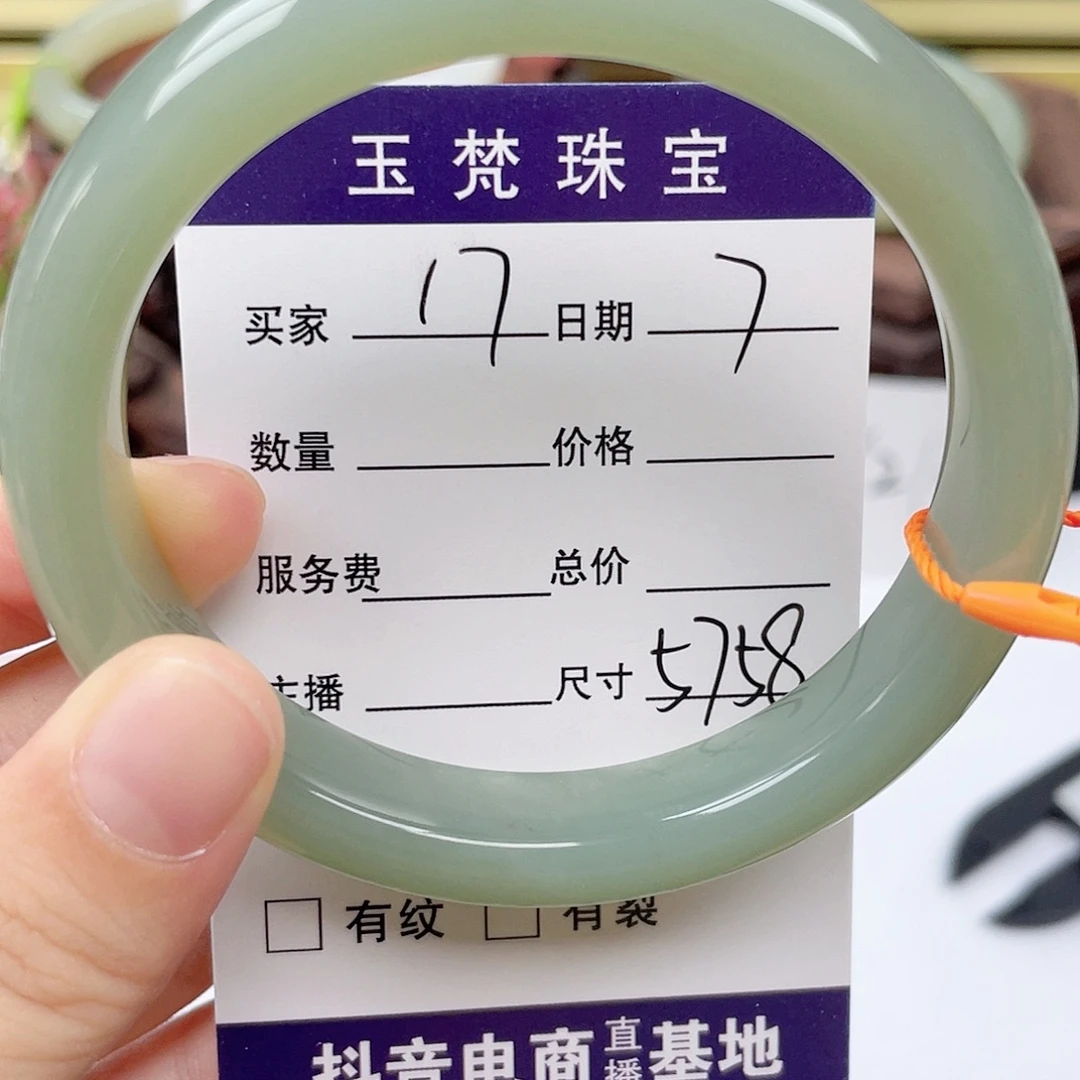 玉梵珠宝
买家 17 日期 7
数量 价格
服务费 总价
主播 尺寸 5758
有纹 有裂
抖音电商直播基地